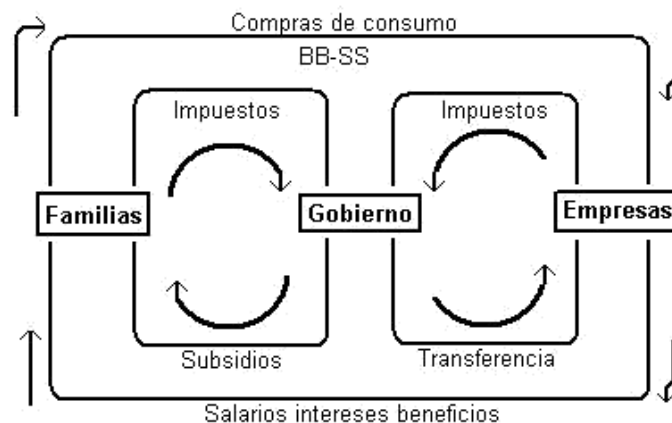 Compras de consumo
BB-SS
Impuestos
Impuestos
Familias
Gobierno
Empresas
Subsidios
Transferencia
Salarios intereses beneficios